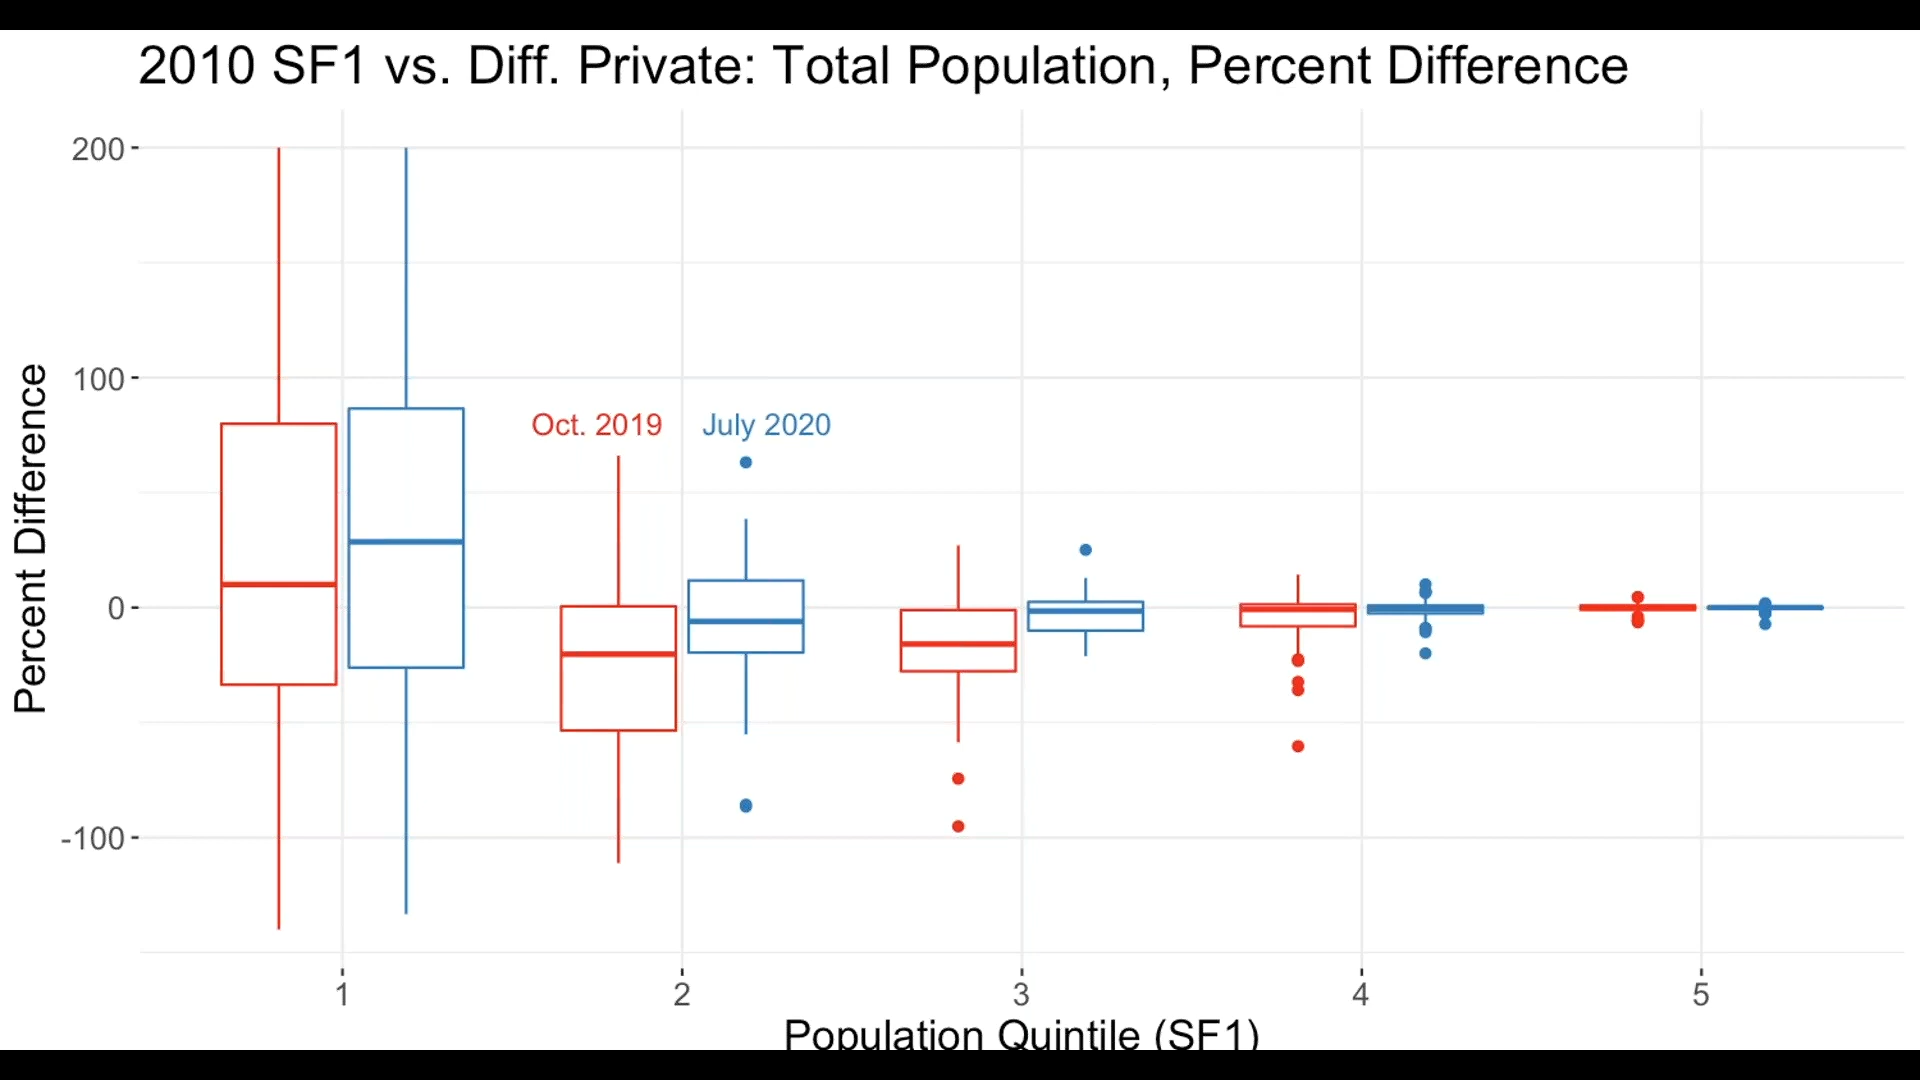 2010 SF1 vs. Diff. Private: Total Population, Percent Difference
200
100
0
-100
Percent Difference
Oct. 2019 July 2020
1 2 3 4 5
Population Quintile (SF1)